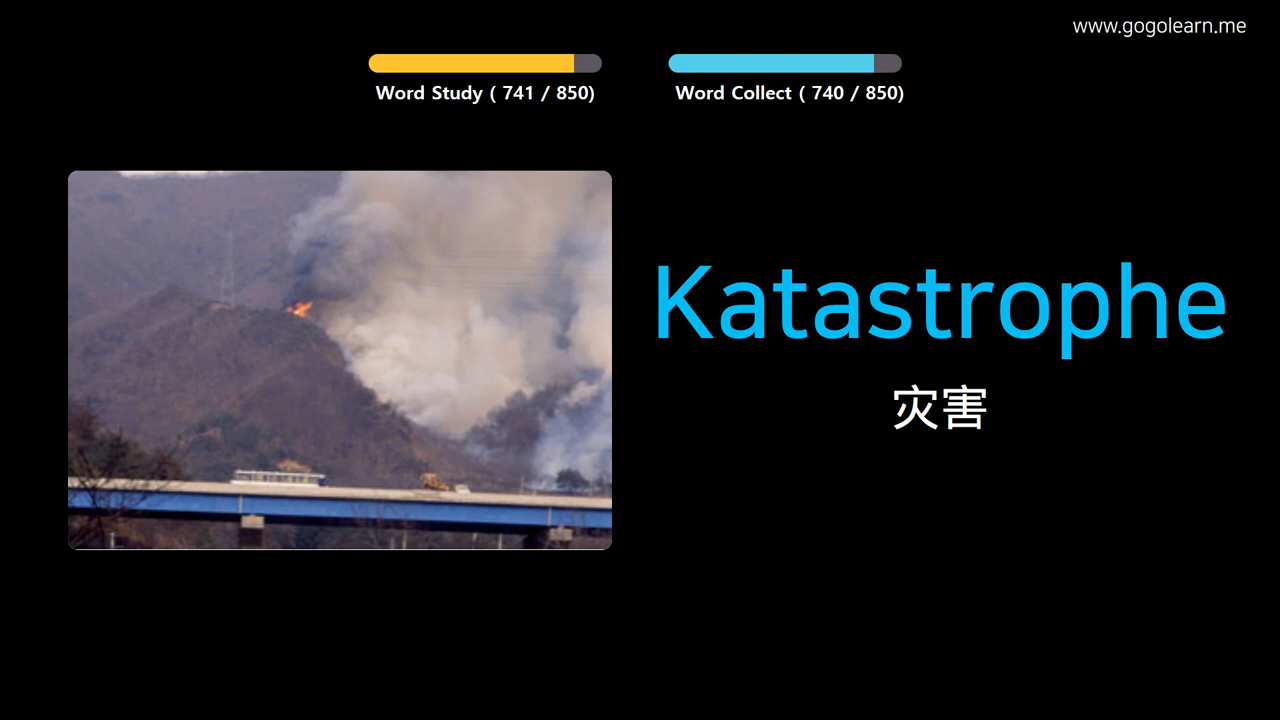 www.gogolearn.me
Word Study ( 741 / 850)
Word Collect ( 740 / 850)
Katastrophe
灾害